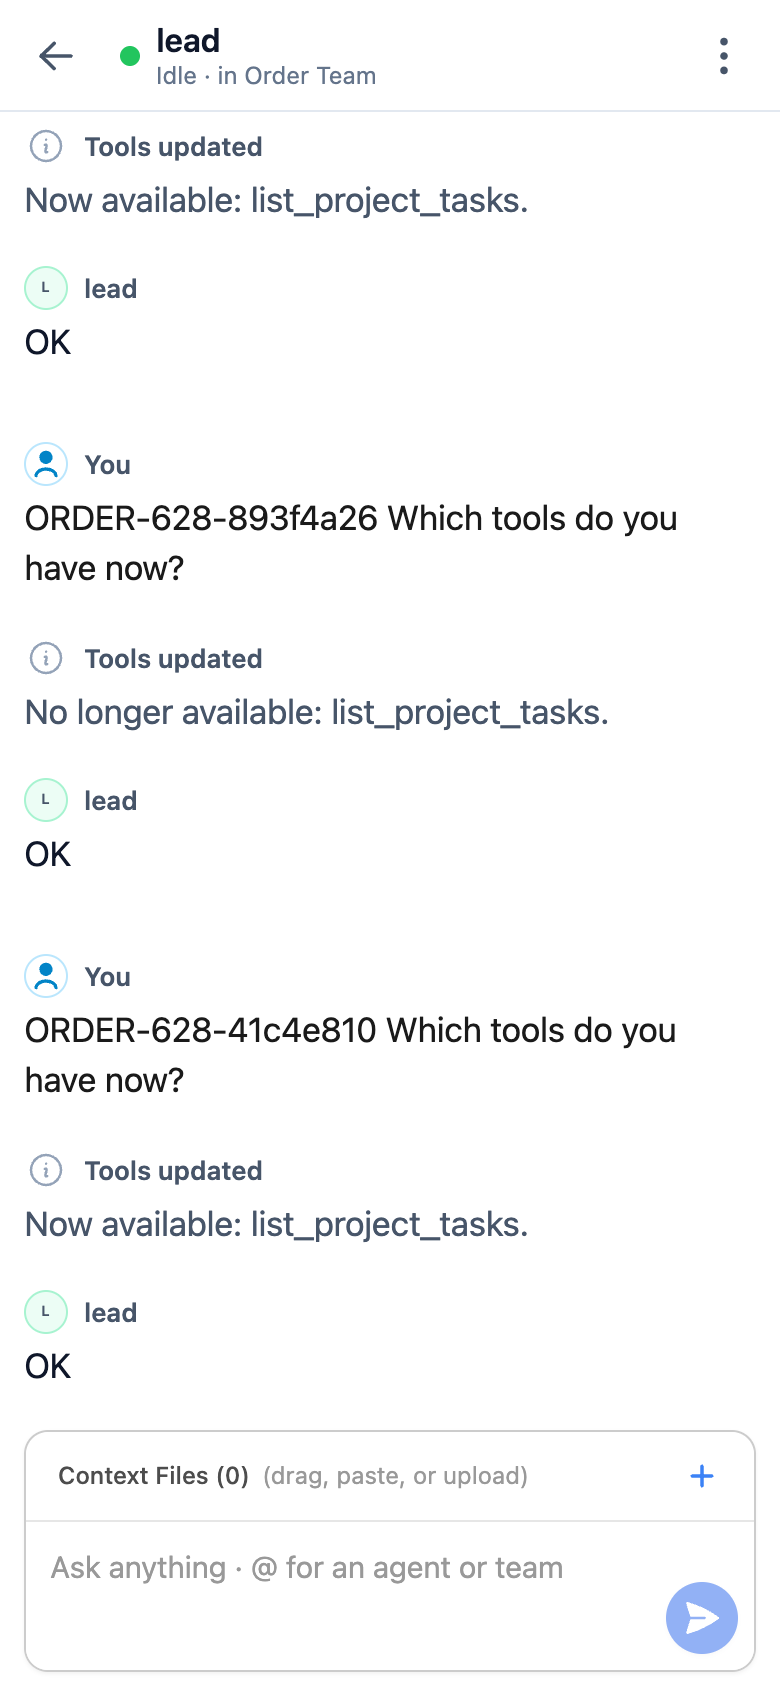 lead
Idle · in Order Team
Tools updated
Now available: list_project_tasks.
L lead
OK
You
ORDER-628-893f4a26 Which tools do you
have now?
Tools updated
No longer available: list_project_tasks.
L lead
OK
You
ORDER-628-41c4e810 Which tools do you
have now?
Tools updated
Now available: list_project_tasks.
L lead
OK
Context Files (0) (drag, paste, or upload)
Ask anything · @ for an agent or team